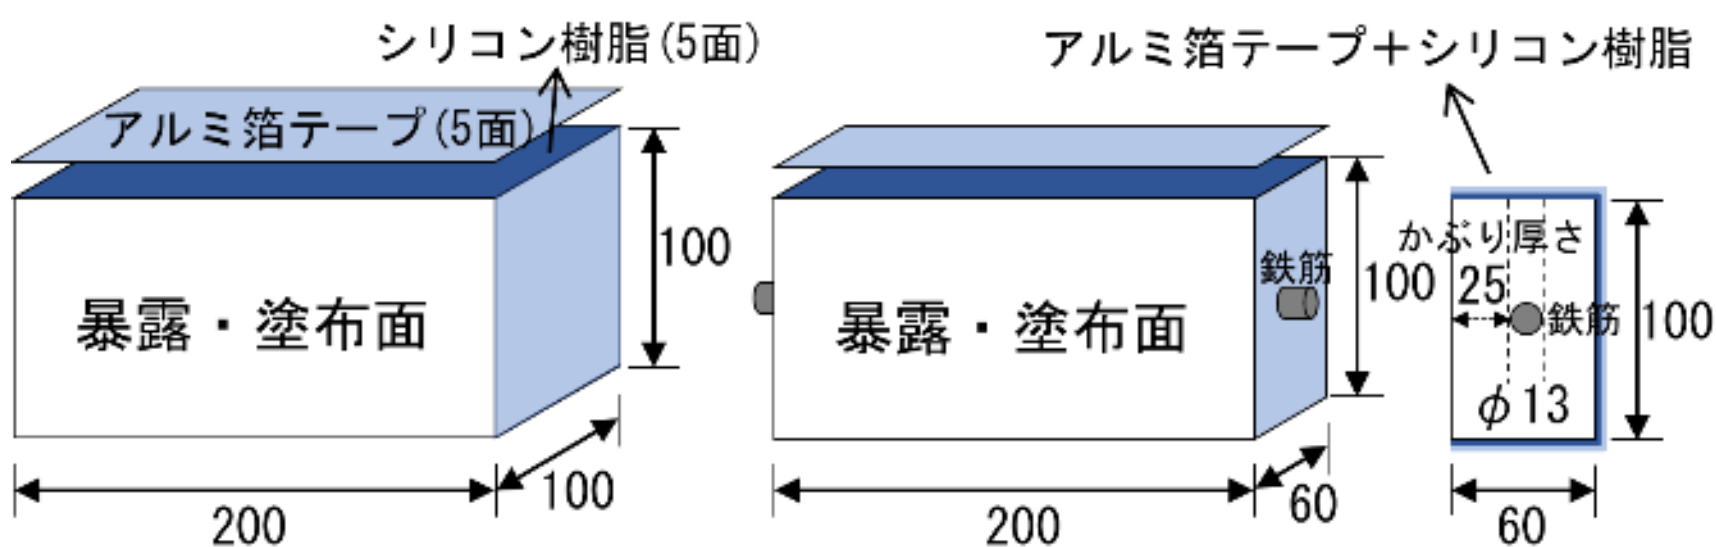 シリコン樹脂(5面)
アルミ箔テープ(5面)
暴露・塗布面
100
100
200
アルミ箔テープ＋シリコン樹脂
暴露・塗布面
鉄筋
100
60
200
かぶり厚さ
25
鉄筋
φ13
100
60